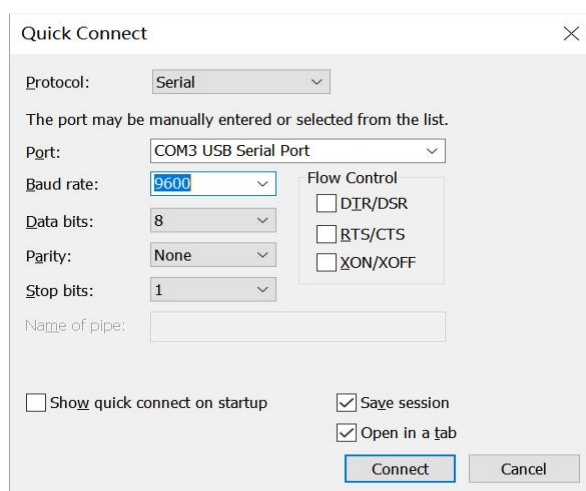 Quick Connect
Protocol: Serial
The port may be manually entered or selected from the list.
Port: COM3 USB Serial Port
Baud rate: 9600
Flow Control
DTR/DSR
Data bits: 8
RTS/CTS
Parity: None
XON/XOFF
Stop bits: 1
Name of pipe:
Show quick connect on startup
Save session
Open in a tab
Connect
Cancel